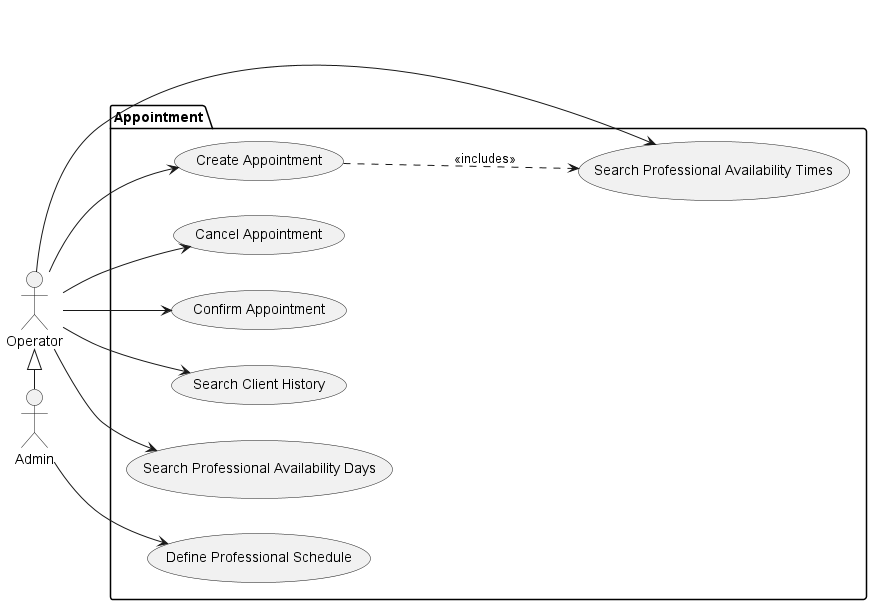 Appointment
Create Appointment
«includes»
Search Professional Availability Times
Cancel Appointment
Confirm Appointment
Operator
Search Client History
Admin
Search Professional Availability Days
Define Professional Schedule